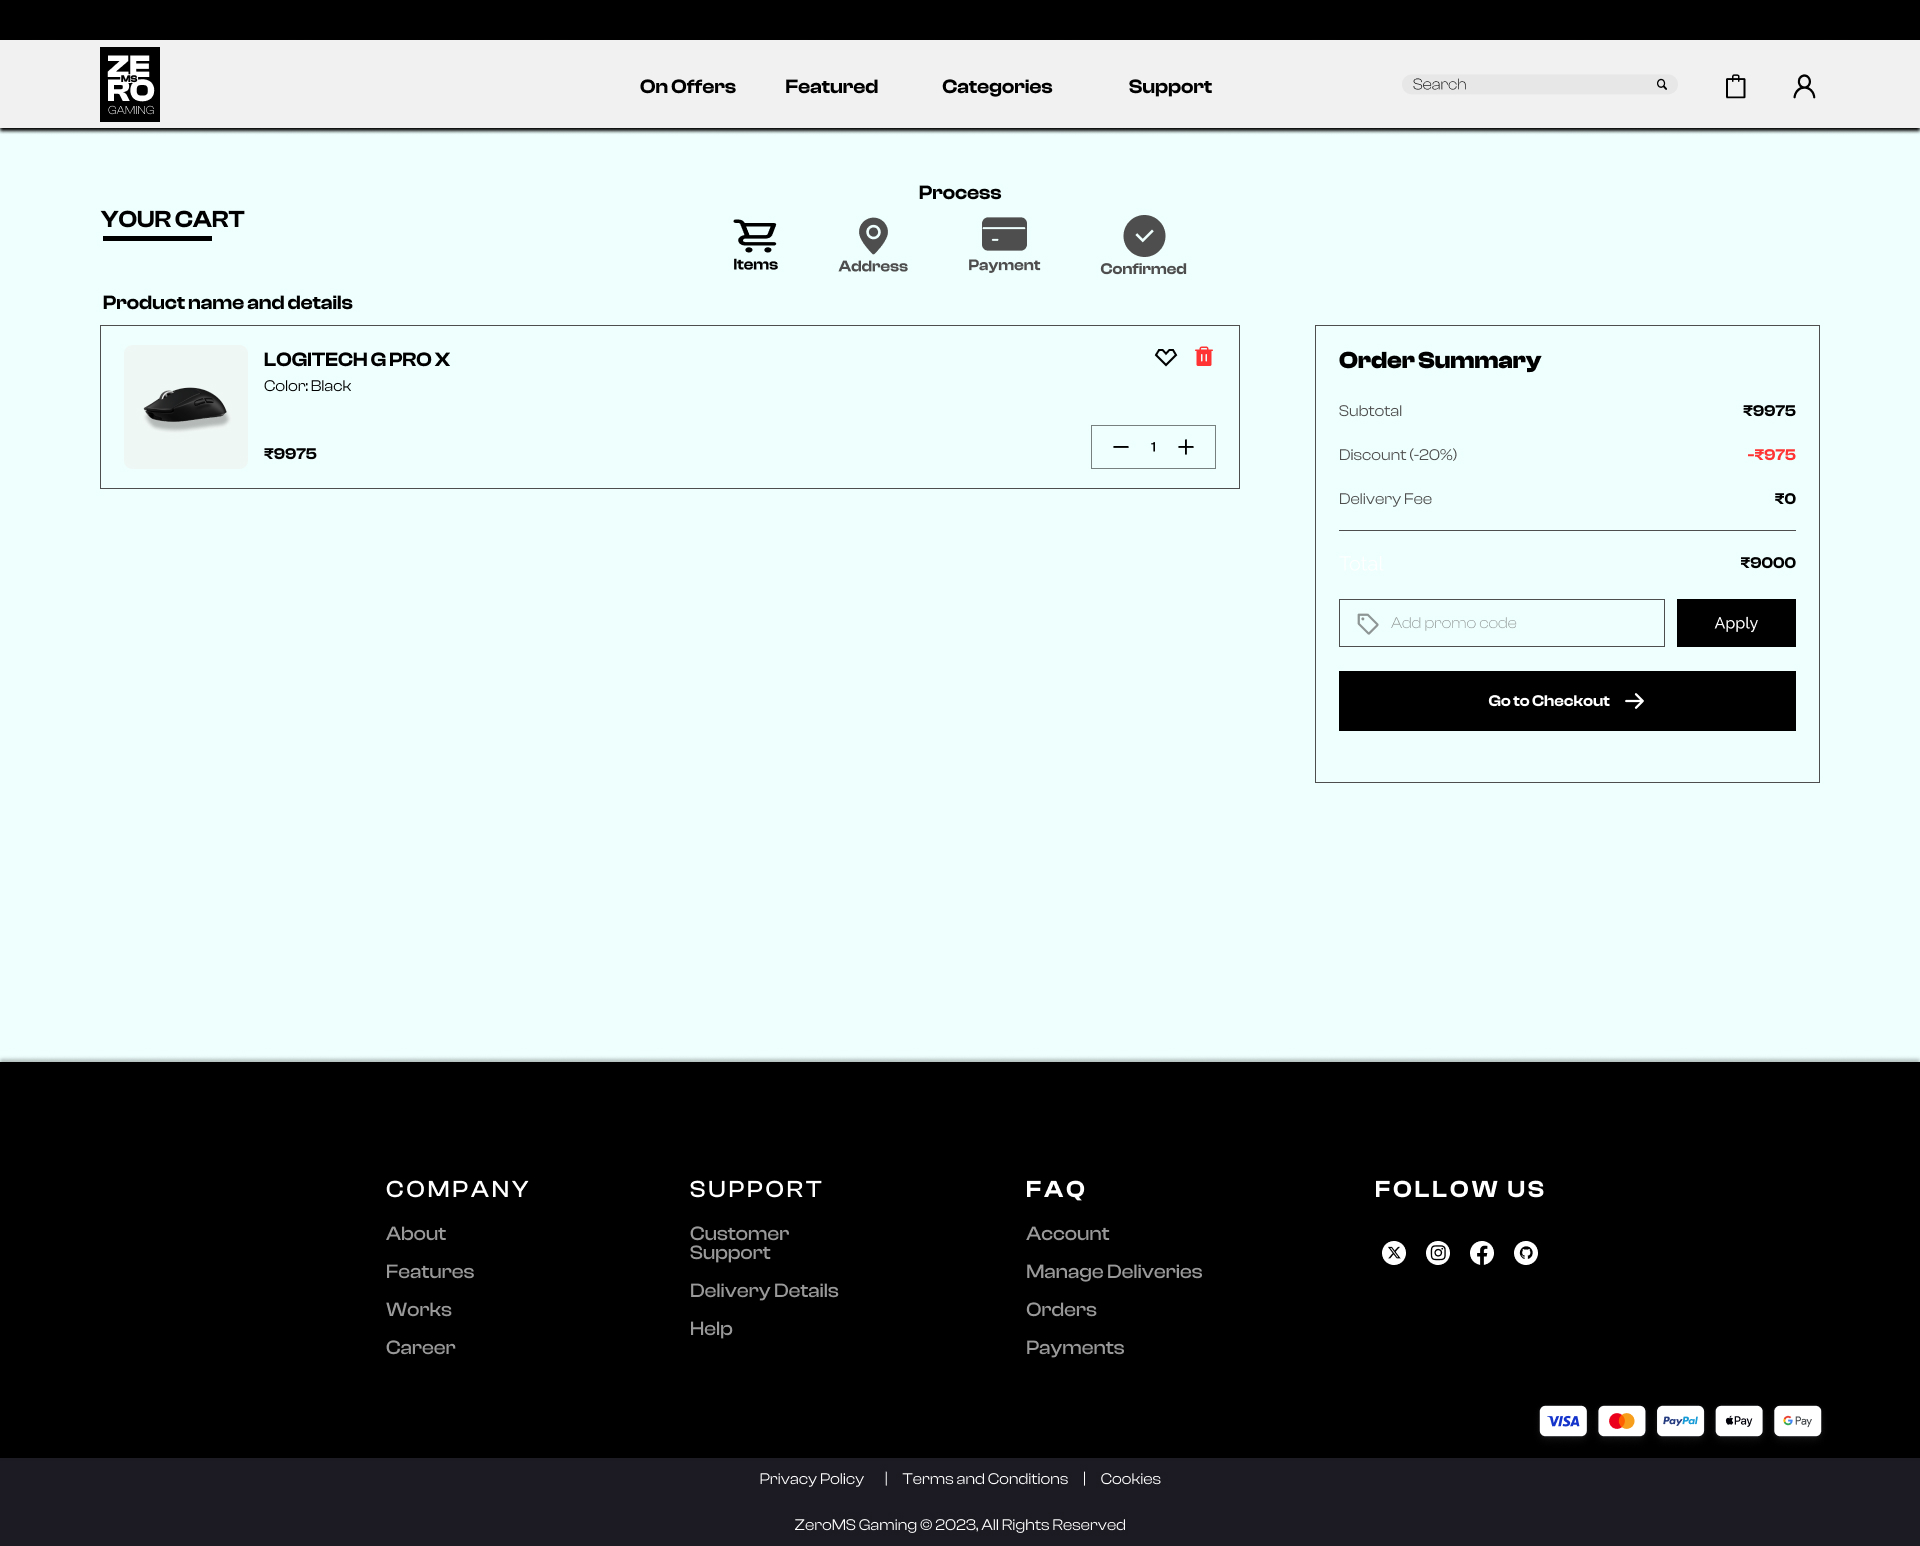 ZE
MS
RO
GAMING
On Offers
Featured
Categories
Support
Search
YOUR CART
Process
Items
Address
Payment
Confirmed
Product name and details
LOGITECH G PRO X
Color: Black
₹9975
1
Order Summary
Subtotal
₹9975
Discount (-20%)
-₹975
Delivery Fee
₹0
Total
₹9000
Add promo code
Apply
Go to Checkout
COMPANY
About
Features
Works
Career
SUPPORT
Customer
Support
Delivery Details
Help
FAQ
Account
Manage Deliveries
Orders
Payments
FOLLOW US
VISA
PayPal
Pay
G Pay
Privacy Policy | Terms and Conditions | Cookies
ZeroMS Gaming © 2023, All Rights Reserved